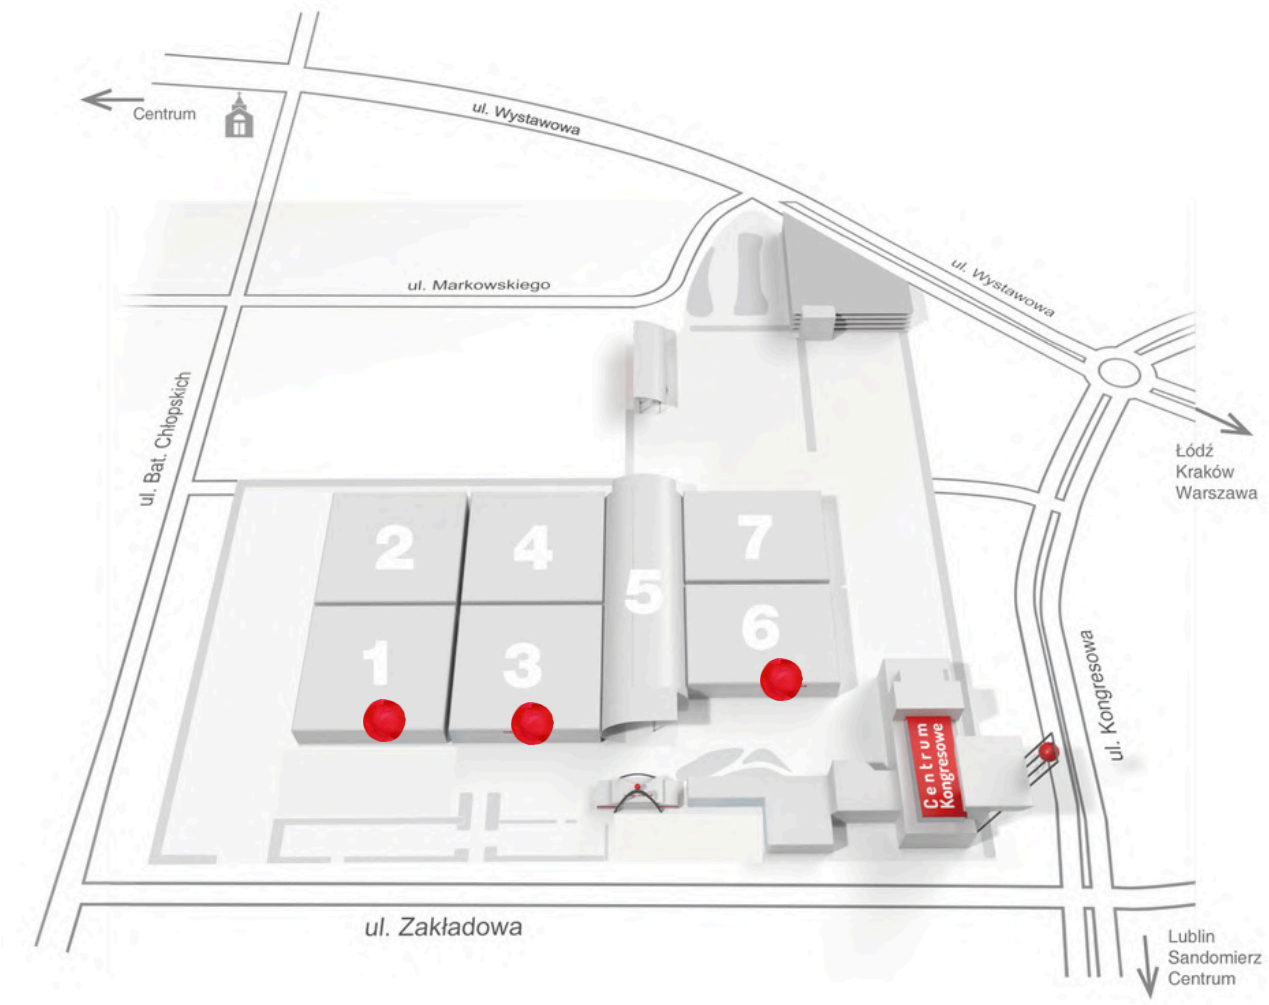 ul. Wystawowa
Centrum
ul. Wystawowa
ul. Markowskiego
ul. Bat. Chłopskich
Łódź
Kraków
Warszawa
2
4
7
5
1
3
6
ul. Kongresowa
Centrum
Kongresowe
ul. Zakładowa
Lublin
Sandomierz
Centrum